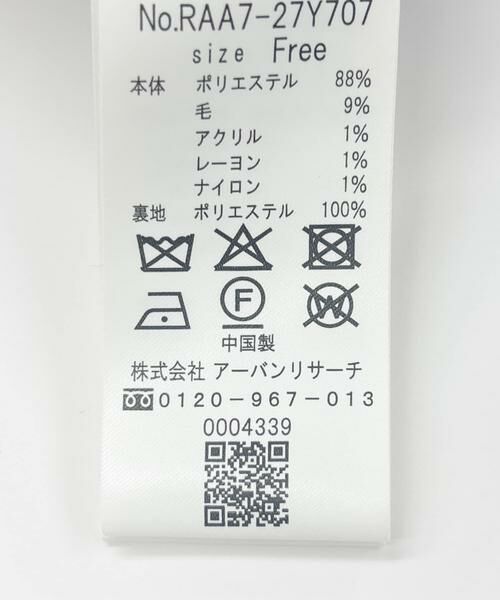 No.RAA7-27Y707
size Free
本体 ポリエステル 88%
毛 9%
アクリル 1%
レーヨン 1%
ナイロン 1%
裏地 ポリエステル 100%
F W
中国製
株式会社 アーバンリサーチ
0120-967-013
0004339